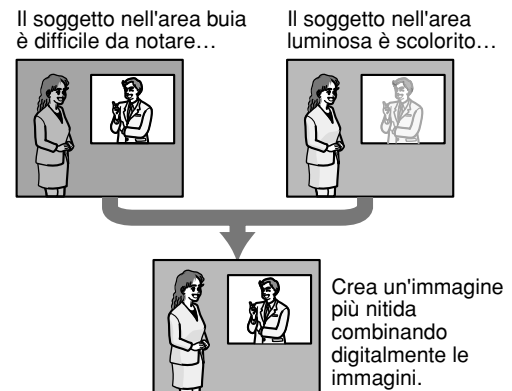 Il soggetto nell'area buia
è difficile da notare…
Il soggetto nell'area
luminosa è scolorito…
Crea un'immagine
più nitida
combinando
digitalmente le
immagini.